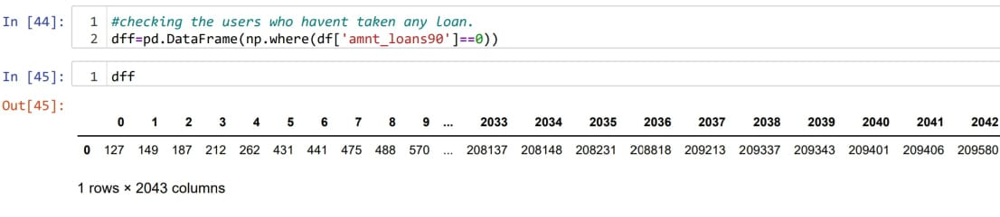 In [44]: 1 #checking the users who havent taken any loan.
2 dff=pd.DataFrame(np.where(df['amnt_loans90']==0))
In [45]: 1 dff
Out[45]:
0 1 2 3 4 5 6 7 8 9 ... 2033 2034 2035 2036 2037 2038 2039 2040 2041 2042
0 127 149 187 212 262 431 441 475 488 570 ... 208137 208148 208231 208818 209213 209337 209343 209401 209406 209580
1 rows × 2043 columns